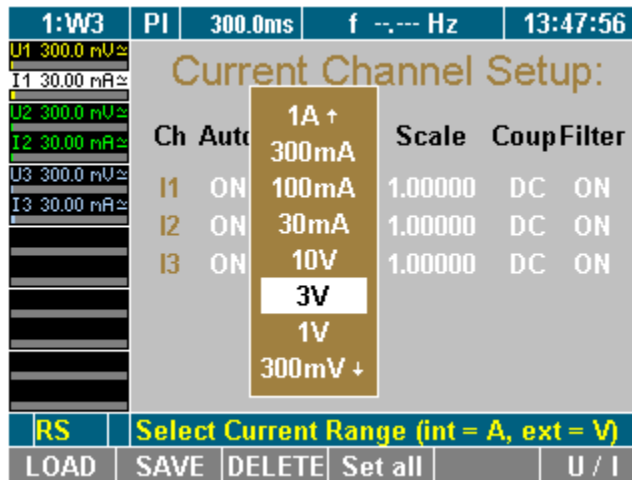 1:W3 PI 300.0ms f --.--- Hz 13:47:56
U1 300.0 mV≃
I1 30.00 mA≃
U2 300.0 mV≃
I2 30.00 mA≃
U3 300.0 mV≃
I3 30.00 mA≃
Current Channel Setup:
Ch Auto Scale Coup Filter
I1 ON 1.00000 DC ON
I2 ON 1.00000 DC ON
I3 ON 1.00000 DC ON
1A ↑
300mA
100mA
30mA
10V
3V
1V
300mV ↓
RS Select Current Range (int = A, ext = V)
LOAD SAVE DELETE Set all U / I